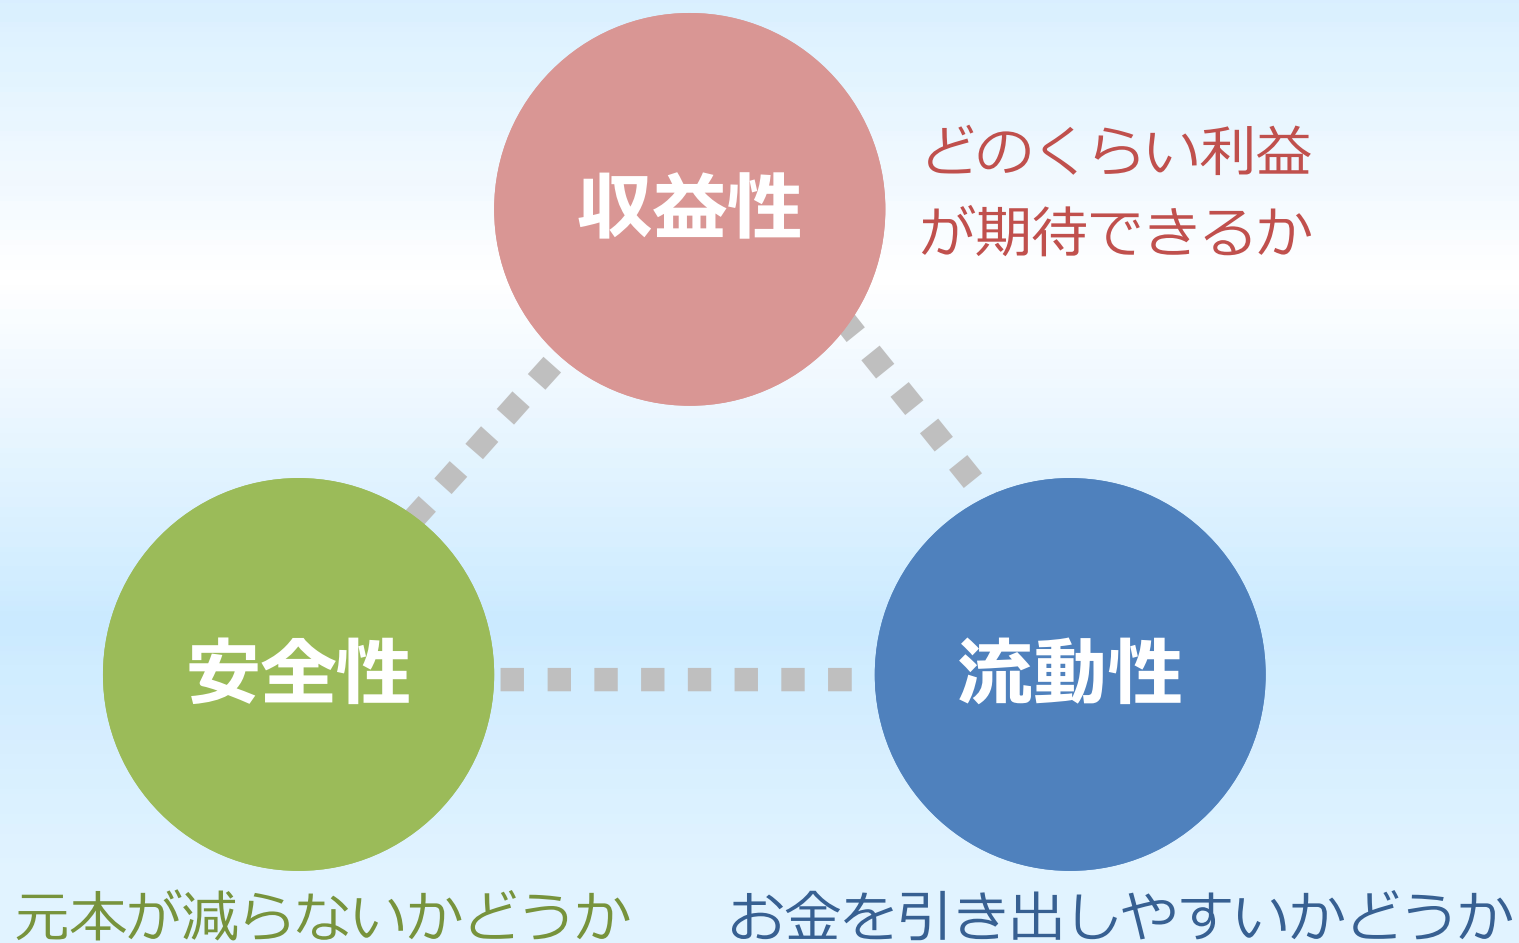 収益性
どのくらい利益
が期待できるか
安全性
流動性
元本が減らないかどうか
お金を引き出しやすいかどうか